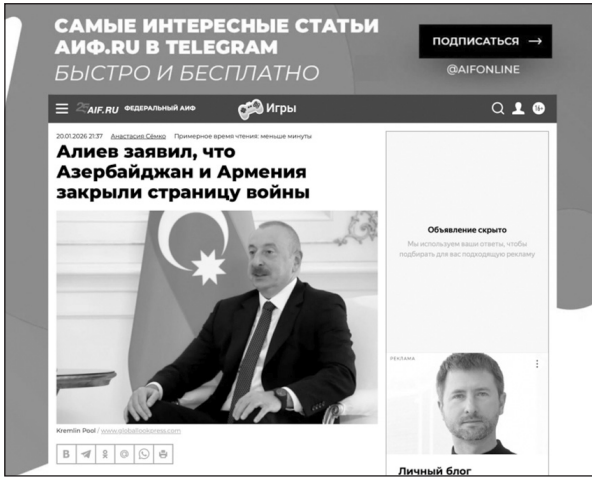 САМЫЕ ИНТЕРЕСНЫЕ СТАТЬИ
АИФ.RU В TELEGRAM
БЫСТРО И БЕСПЛАТНО
ПОДПИСАТЬСЯ →
@AIFONLINE
25 AIF.RU ФЕДЕРАЛЬНЫЙ АИФ
Игры
16+
20.01.2026 21:37 Анастасия Сёмко Примерное время чтения: меньше минуты
Алиев заявил, что
Азербайджан и Армения
закрыли страницу войны
Объявление скрыто
Мы используем ваши ответы, чтобы
подбирать для вас подходящую рекламу
РЕКЛАМА
Kremlin Pool / www.globallookpress.com
Личный блог